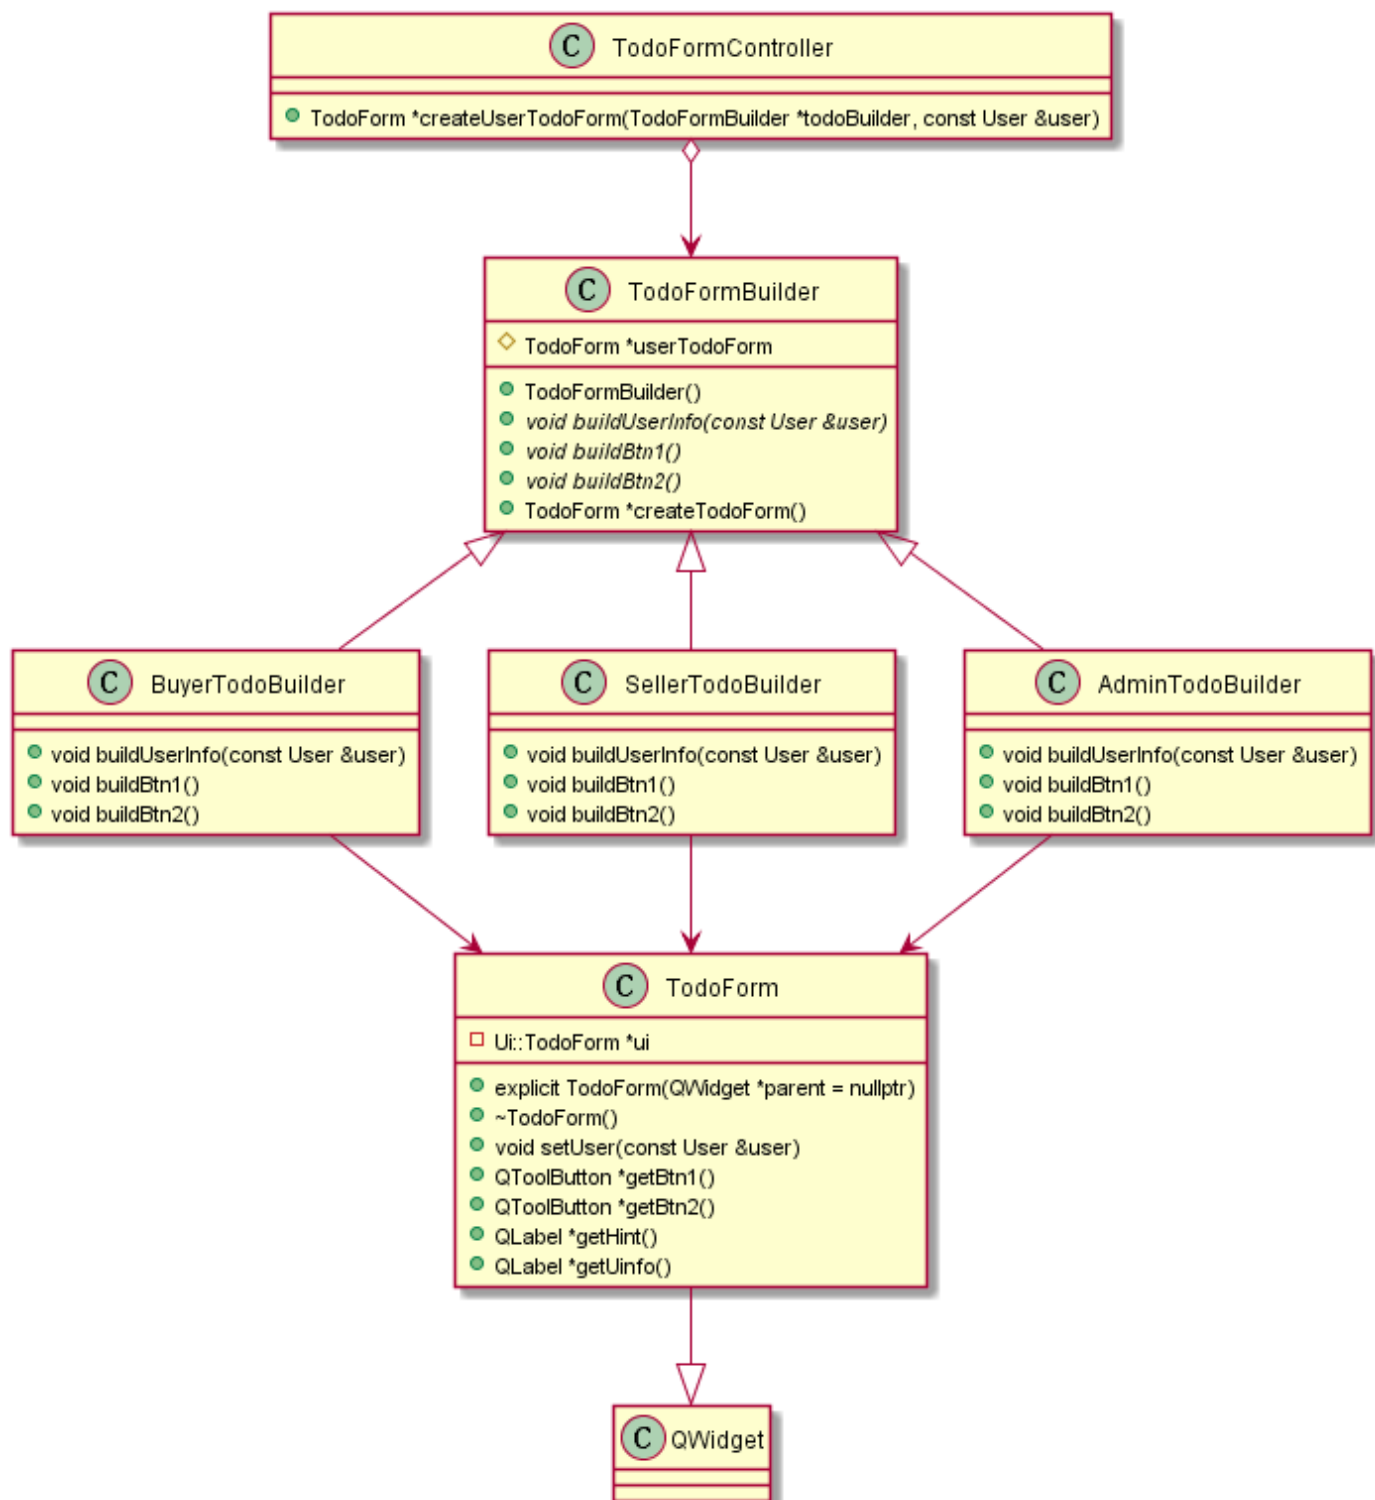 C TodoFormController
TodoForm *createUserTodoForm(TodoFormBuilder *todoBuilder, const User &user)
C TodoFormBuilder
TodoForm *userTodoForm
TodoFormBuilder()
void buildUserInfo(const User &user)
void buildBtn1()
void buildBtn2()
TodoForm *createTodoForm()
C BuyerTodoBuilder
void buildUserInfo(const User &user)
void buildBtn1()
void buildBtn2()
C SellerTodoBuilder
void buildUserInfo(const User &user)
void buildBtn1()
void buildBtn2()
C AdminTodoBuilder
void buildUserInfo(const User &user)
void buildBtn1()
void buildBtn2()
C TodoForm
Ui::TodoForm *ui
explicit TodoForm(QWidget *parent = nullptr)
~TodoForm()
void setUser(const User &user)
QToolButton *getBtn1()
QToolButton *getBtn2()
QLabel *getHint()
QLabel *getUinfo()
C QWidget